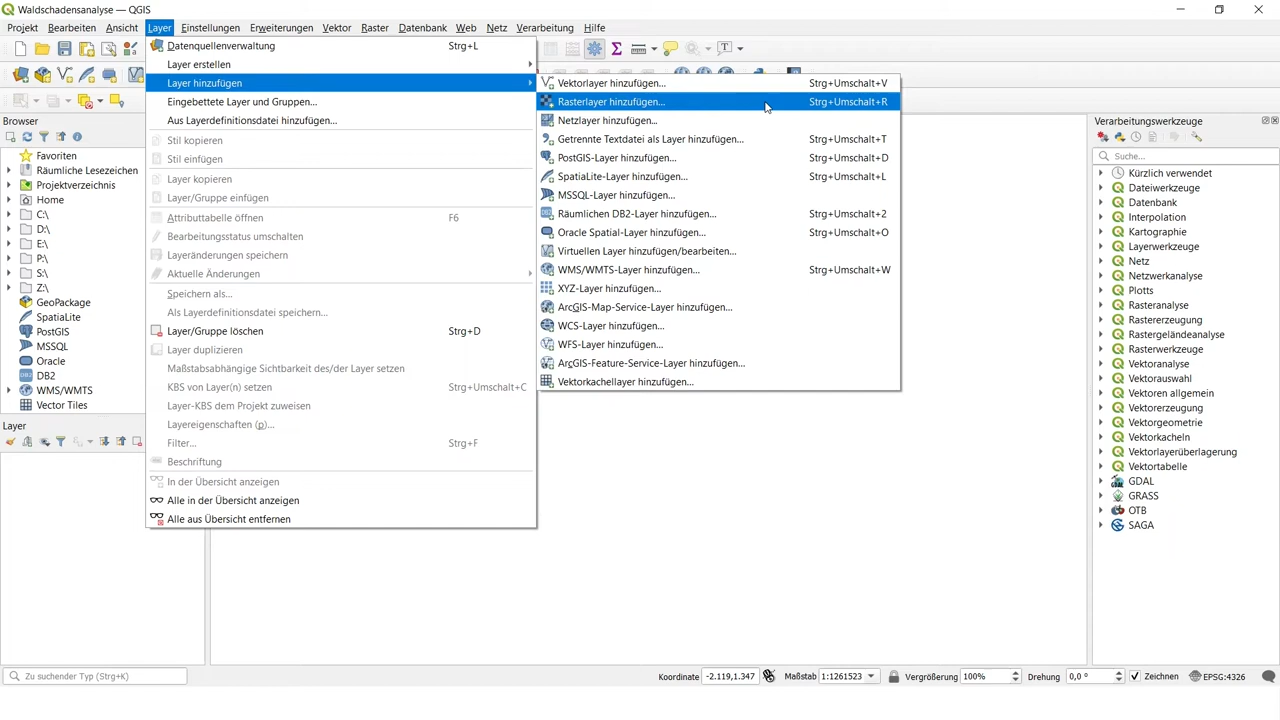 Waldschadensanalyse — QGIS
Projekt Bearbeiten Ansicht Layer Einstellungen Erweiterungen Vektor Raster Datenbank Web Netz Verarbeitung Hilfe
Datenquellenverwaltung Strg+L
Layer erstellen
Layer hinzufügen
Eingebettete Layer und Gruppen...
Aus Layerdefinitionsdatei hinzufügen...
Stil kopieren
Stil einfügen
Layer kopieren
Layer/Gruppe einfügen
Attributtabelle öffnen F6
Bearbeitungsstatus umschalten
Layeränderungen speichern
Aktuelle Änderungen
Speichern als...
Als Layerdefinitionsdatei speichern...
Layer/Gruppe löschen Strg+D
Layer duplizieren
Maßstabsabhängige Sichtbarkeit des/der Layer setzen
KBS von Layer(n) setzen Strg+Umschalt+C
Layer-KBS dem Projekt zuweisen
Layereigenschaften (p)...
Filter... Strg+F
Beschriftung
In der Übersicht anzeigen
Alle in der Übersicht anzeigen
Alle aus Übersicht entfernen
Vektorlayer hinzufügen... Strg+Umschalt+V
Rasterlayer hinzufügen... Strg+Umschalt+R
Netzlayer hinzufügen...
Getrennte Textdatei als Layer hinzufügen... Strg+Umschalt+T
PostGIS-Layer hinzufügen... Strg+Umschalt+D
SpatiaLite-Layer hinzufügen... Strg+Umschalt+L
MSSQL-Layer hinzufügen...
Räumlichen DB2-Layer hinzufügen... Strg+Umschalt+2
Oracle Spatial-Layer hinzufügen... Strg+Umschalt+O
Virtuellen Layer hinzufügen/bearbeiten...
WMS/WMTS-Layer hinzufügen... Strg+Umschalt+W
XYZ-Layer hinzufügen...
ArcGIS-Map-Service-Layer hinzufügen...
WCS-Layer hinzufügen...
WFS-Layer hinzufügen...
ArcGIS-Feature-Service-Layer hinzufügen...
Vektorkachellayer hinzufügen...
Browser
Favoriten
Räumliche Lesezeichen
Projektverzeichnis
Home
C:\
D:\
E:\
P:\
S:\
Z:\
GeoPackage
SpatiaLite
PostGIS
MSSQL
Oracle
DB2
WMS/WMTS
Vector Tiles
Layer
Verarbeitungswerkzeuge
Suche...
Kürzlich verwendet
Dateiwerkzeuge
Datenbank
Interpolation
Kartographie
Layerwerkzeuge
Netz
Netzwerkanalyse
Plots
Rasteranalyse
Rastererzeugung
Rastergeländeanalyse
Rasterwerkzeuge
Vektoranalyse
Vektorauswahl
Vektoren allgemein
Vektorerzeugung
Vektorgeometrie
Vektorkacheln
Vektorlayerüberlagerung
Vektortabelle
GDAL
GRASS
OTB
SAGA
Zu suchender Typ (Strg+K) Koordinate -2.119,1.347 Maßstab 1:1261523 Vergrößerung 100% Drehung 0,0 ° Zeichnen EPSG:4326